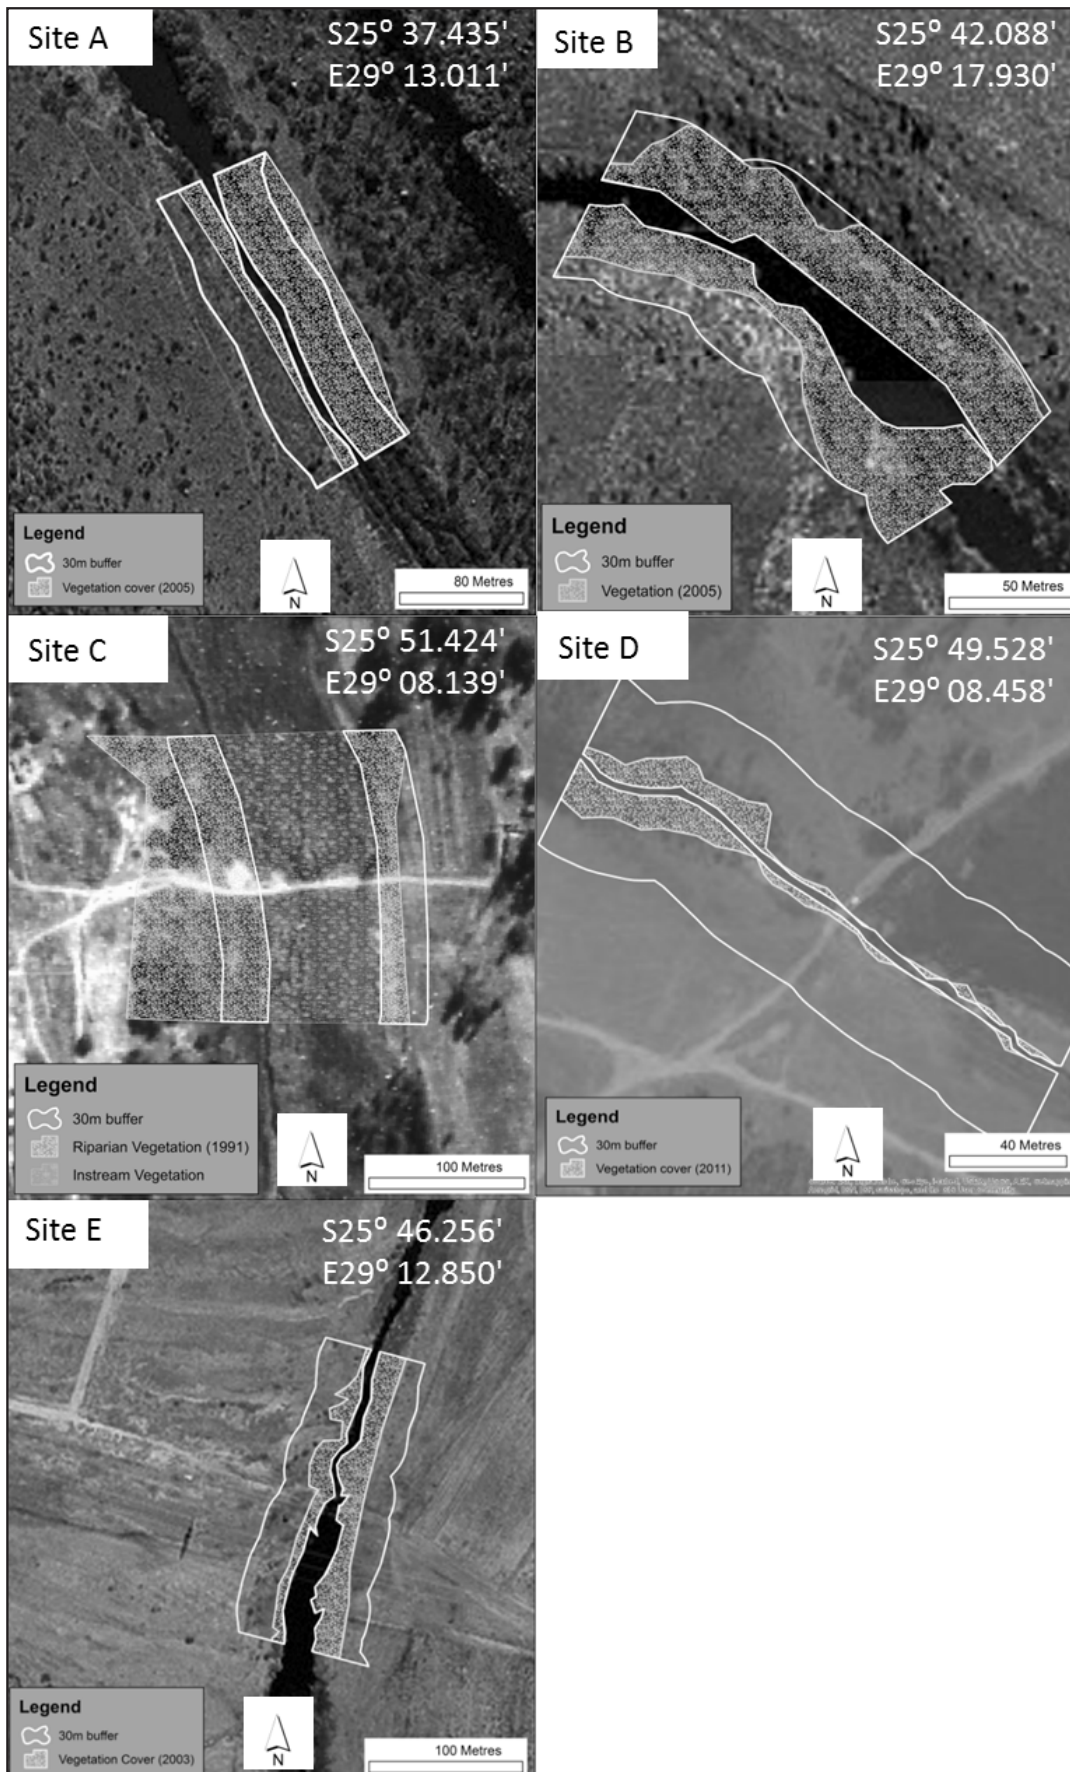 Site A
S25° 37.435'
E29° 13.011'
Legend
30m buffer
Vegetation cover (2005)
N
80 Metres
Site B
S25° 42.088'
E29° 17.930'
Legend
30m buffer
Vegetation (2005)
N
50 Metres
Site C
S25° 51.424'
E29° 08.139'
Legend
30m buffer
Riparian Vegetation (1991)
Instream Vegetation
N
100 Metres
Site D
S25° 49.528'
E29° 08.458'
Legend
30m buffer
Vegetation cover (2011)
N
40 Metres
Site E
S25° 46.256'
E29° 12.850'
Legend
30m buffer
Vegetation Cover (2003)
N
100 Metres